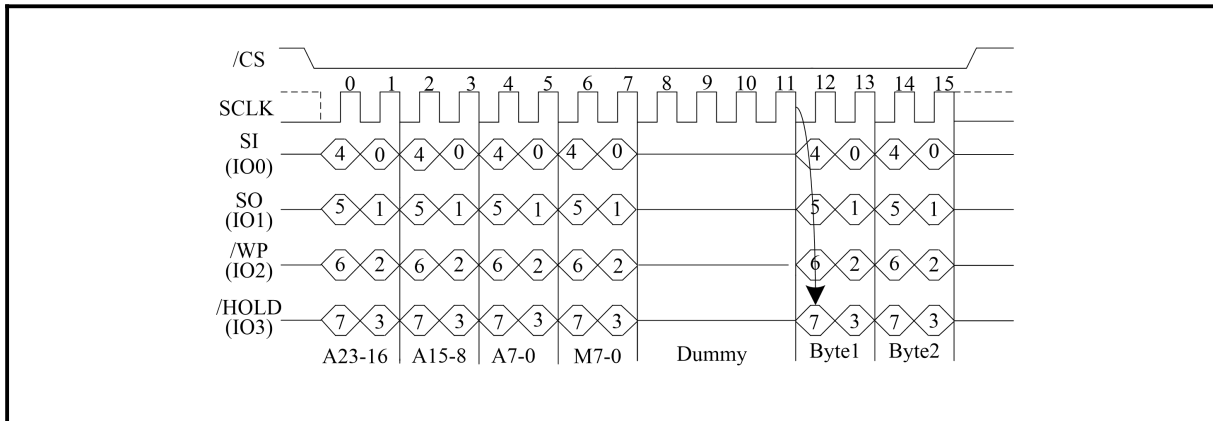 /CS
0 1 2 3 4 5 6 7 8 9 10 11 12 13 14 15
SCLK
SI
(IO0)
4 0 4 0 4 0 4 0 4 0 4 0
SO
(IO1)
5 1 5 1 5 1 5 1 5 1 5 1
/WP
(IO2)
6 2 6 2 6 2 6 2 6 2 6 2
/HOLD
(IO3)
7 3 7 3 7 3 7 3 7 3 7 3
A23-16 A15-8 A7-0 M7-0 Dummy Byte1 Byte2